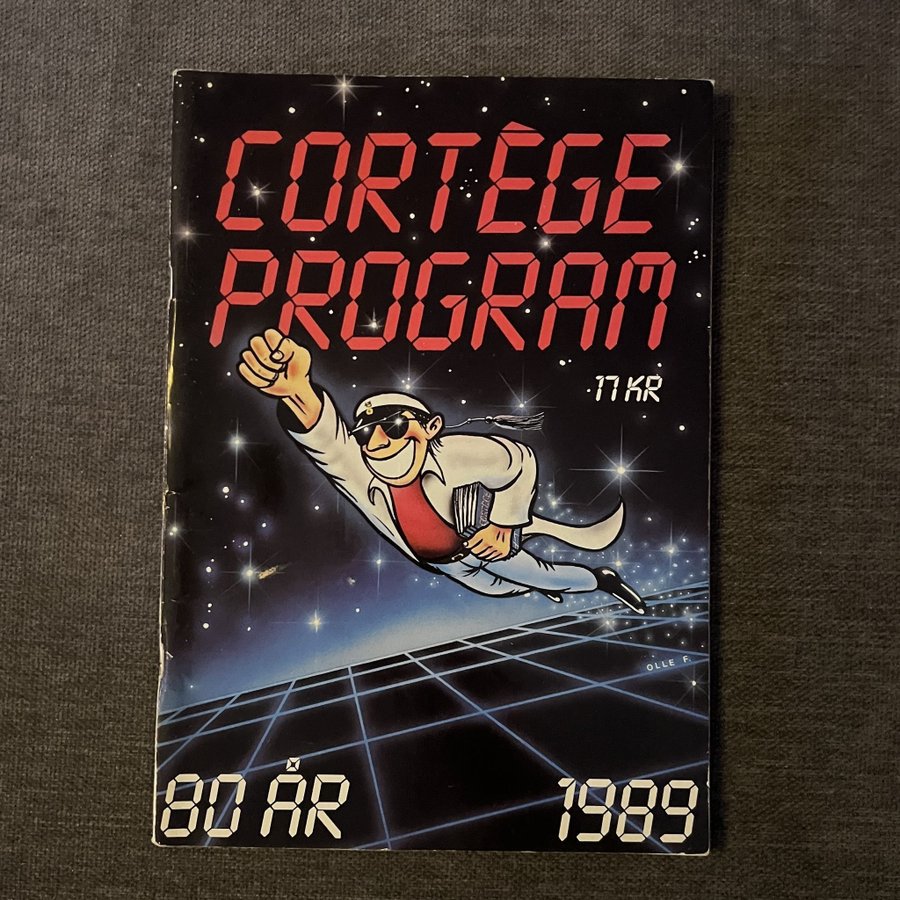 CORTÈGE
PROGRAM
17 KR
OLLE F.
80 ÅR
1989